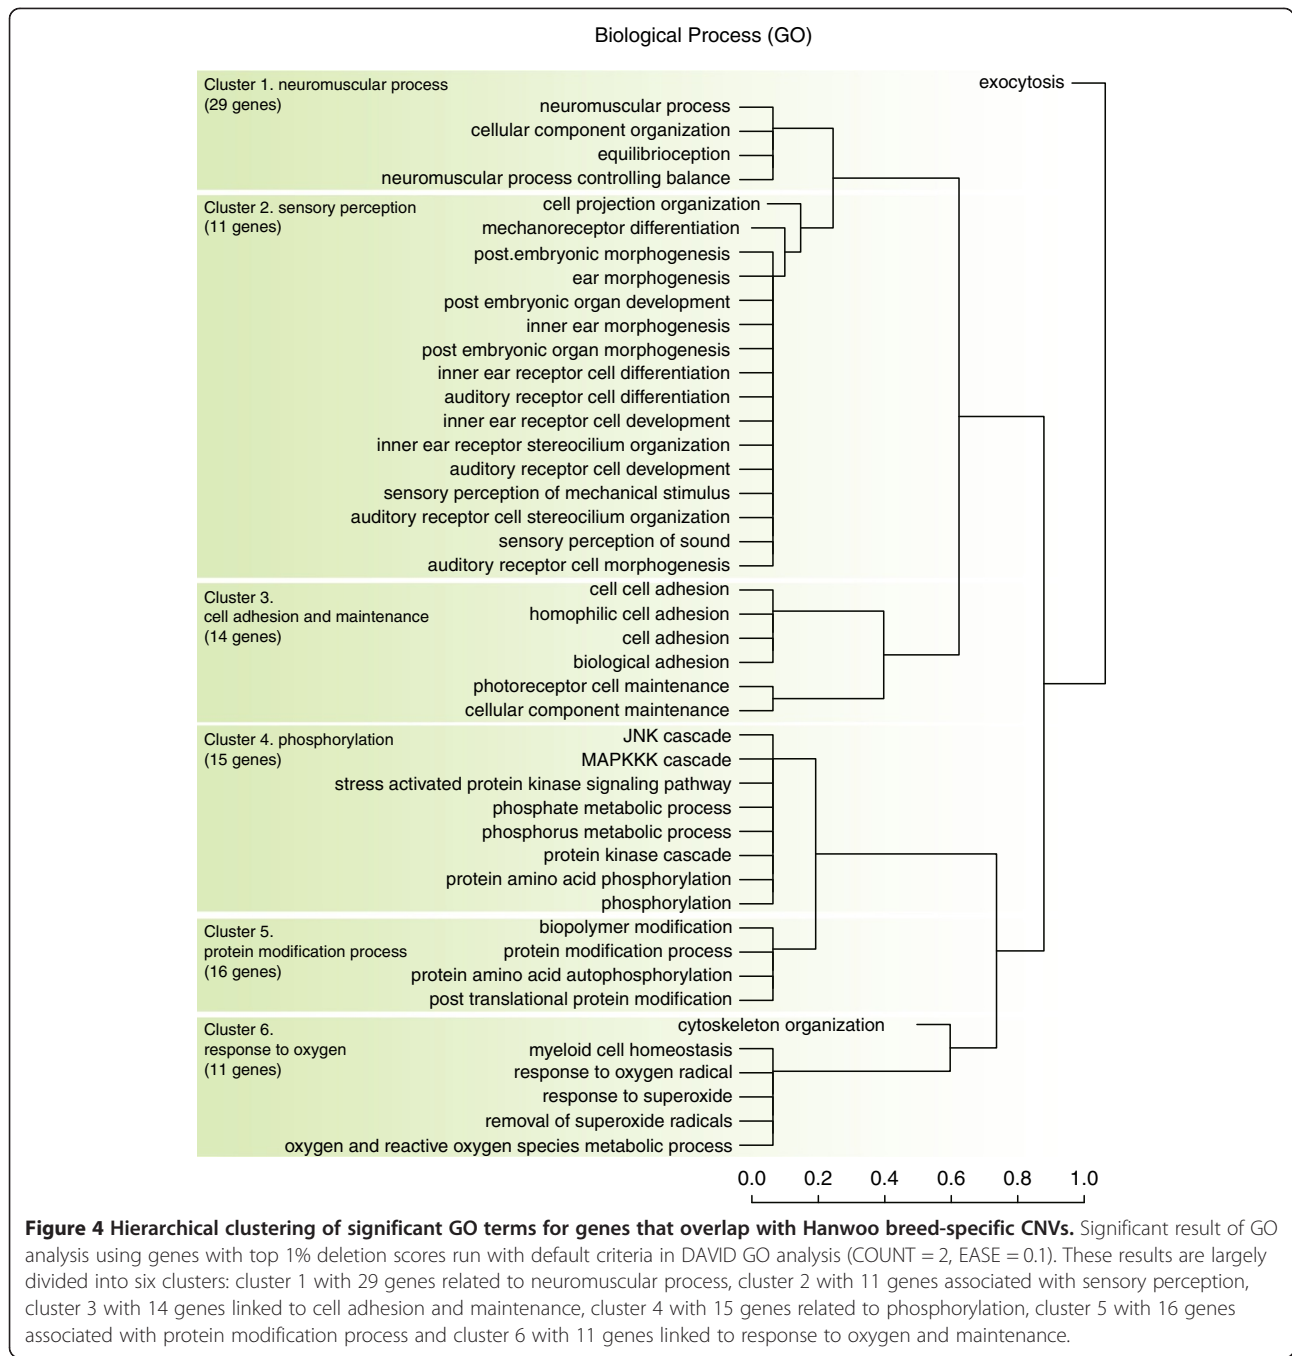 Biological Process (GO)
Cluster 1. neuromuscular process
(29 genes)
exocytosis
neuromuscular process
cellular component organization
equilibrioception
neuromuscular process controlling balance
Cluster 2. sensory perception
(11 genes)
cell projection organization
mechanoreceptor differentiation
post.embryonic morphogenesis
ear morphogenesis
post embryonic organ development
inner ear morphogenesis
post embryonic organ morphogenesis
inner ear receptor cell differentiation
auditory receptor cell differentiation
inner ear receptor cell development
inner ear receptor stereocilium organization
auditory receptor cell development
sensory perception of mechanical stimulus
auditory receptor cell stereocilium organization
sensory perception of sound
auditory receptor cell morphogenesis
Cluster 3.
cell adhesion and maintenance
(14 genes)
cell cell adhesion
homophilic cell adhesion
cell adhesion
biological adhesion
photoreceptor cell maintenance
cellular component maintenance
Cluster 4. phosphorylation
(15 genes)
JNK cascade
MAPKKK cascade
stress activated protein kinase signaling pathway
phosphate metabolic process
phosphorus metabolic process
protein kinase cascade
protein amino acid phosphorylation
phosphorylation
Cluster 5.
protein modification process
(16 genes)
biopolymer modification
protein modification process
protein amino acid autophosphorylation
post translational protein modification
Cluster 6.
response to oxygen
(11 genes)
cytoskeleton organization
myeloid cell homeostasis
response to oxygen radical
response to superoxide
removal of superoxide radicals
oxygen and reactive oxygen species metabolic process
0.0 0.2 0.4 0.6 0.8 1.0
Figure 4 Hierarchical clustering of significant GO terms for genes that overlap with Hanwoo breed-specific CNVs. Significant result of GO
analysis using genes with top 1% deletion scores run with default criteria in DAVID GO analysis (COUNT = 2, EASE = 0.1). These results are largely
divided into six clusters: cluster 1 with 29 genes related to neuromuscular process, cluster 2 with 11 genes associated with sensory perception,
cluster 3 with 14 genes linked to cell adhesion and maintenance, cluster 4 with 15 genes related to phosphorylation, cluster 5 with 16 genes
associated with protein modification process and cluster 6 with 11 genes linked to response to oxygen and maintenance.